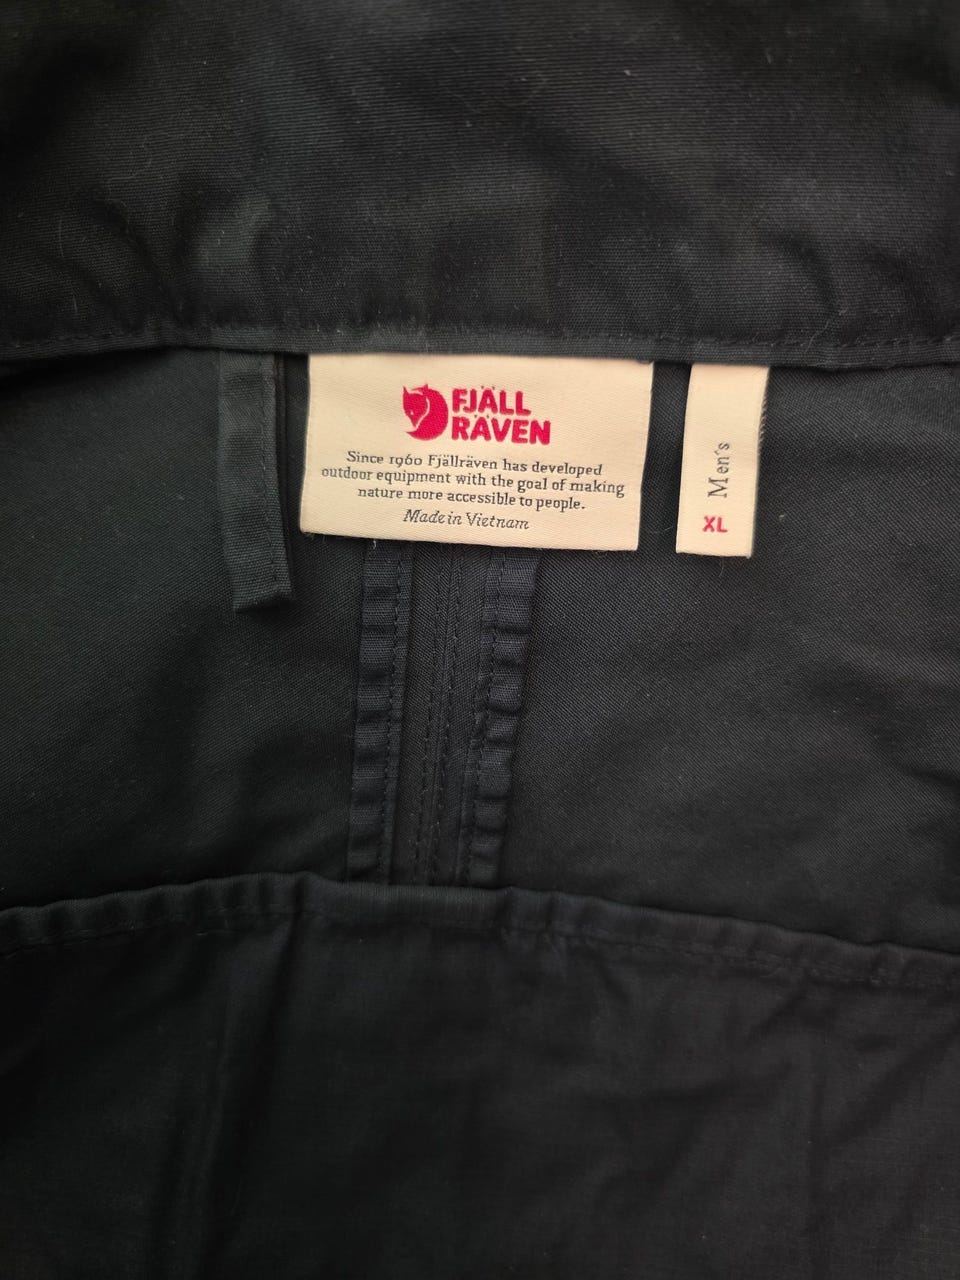 FJÄLL
RÄVEN
Since 1960 Fjällräven has developed
outdoor equipment with the goal of making
nature more accessible to people.
Made in Vietnam
Men's
XL